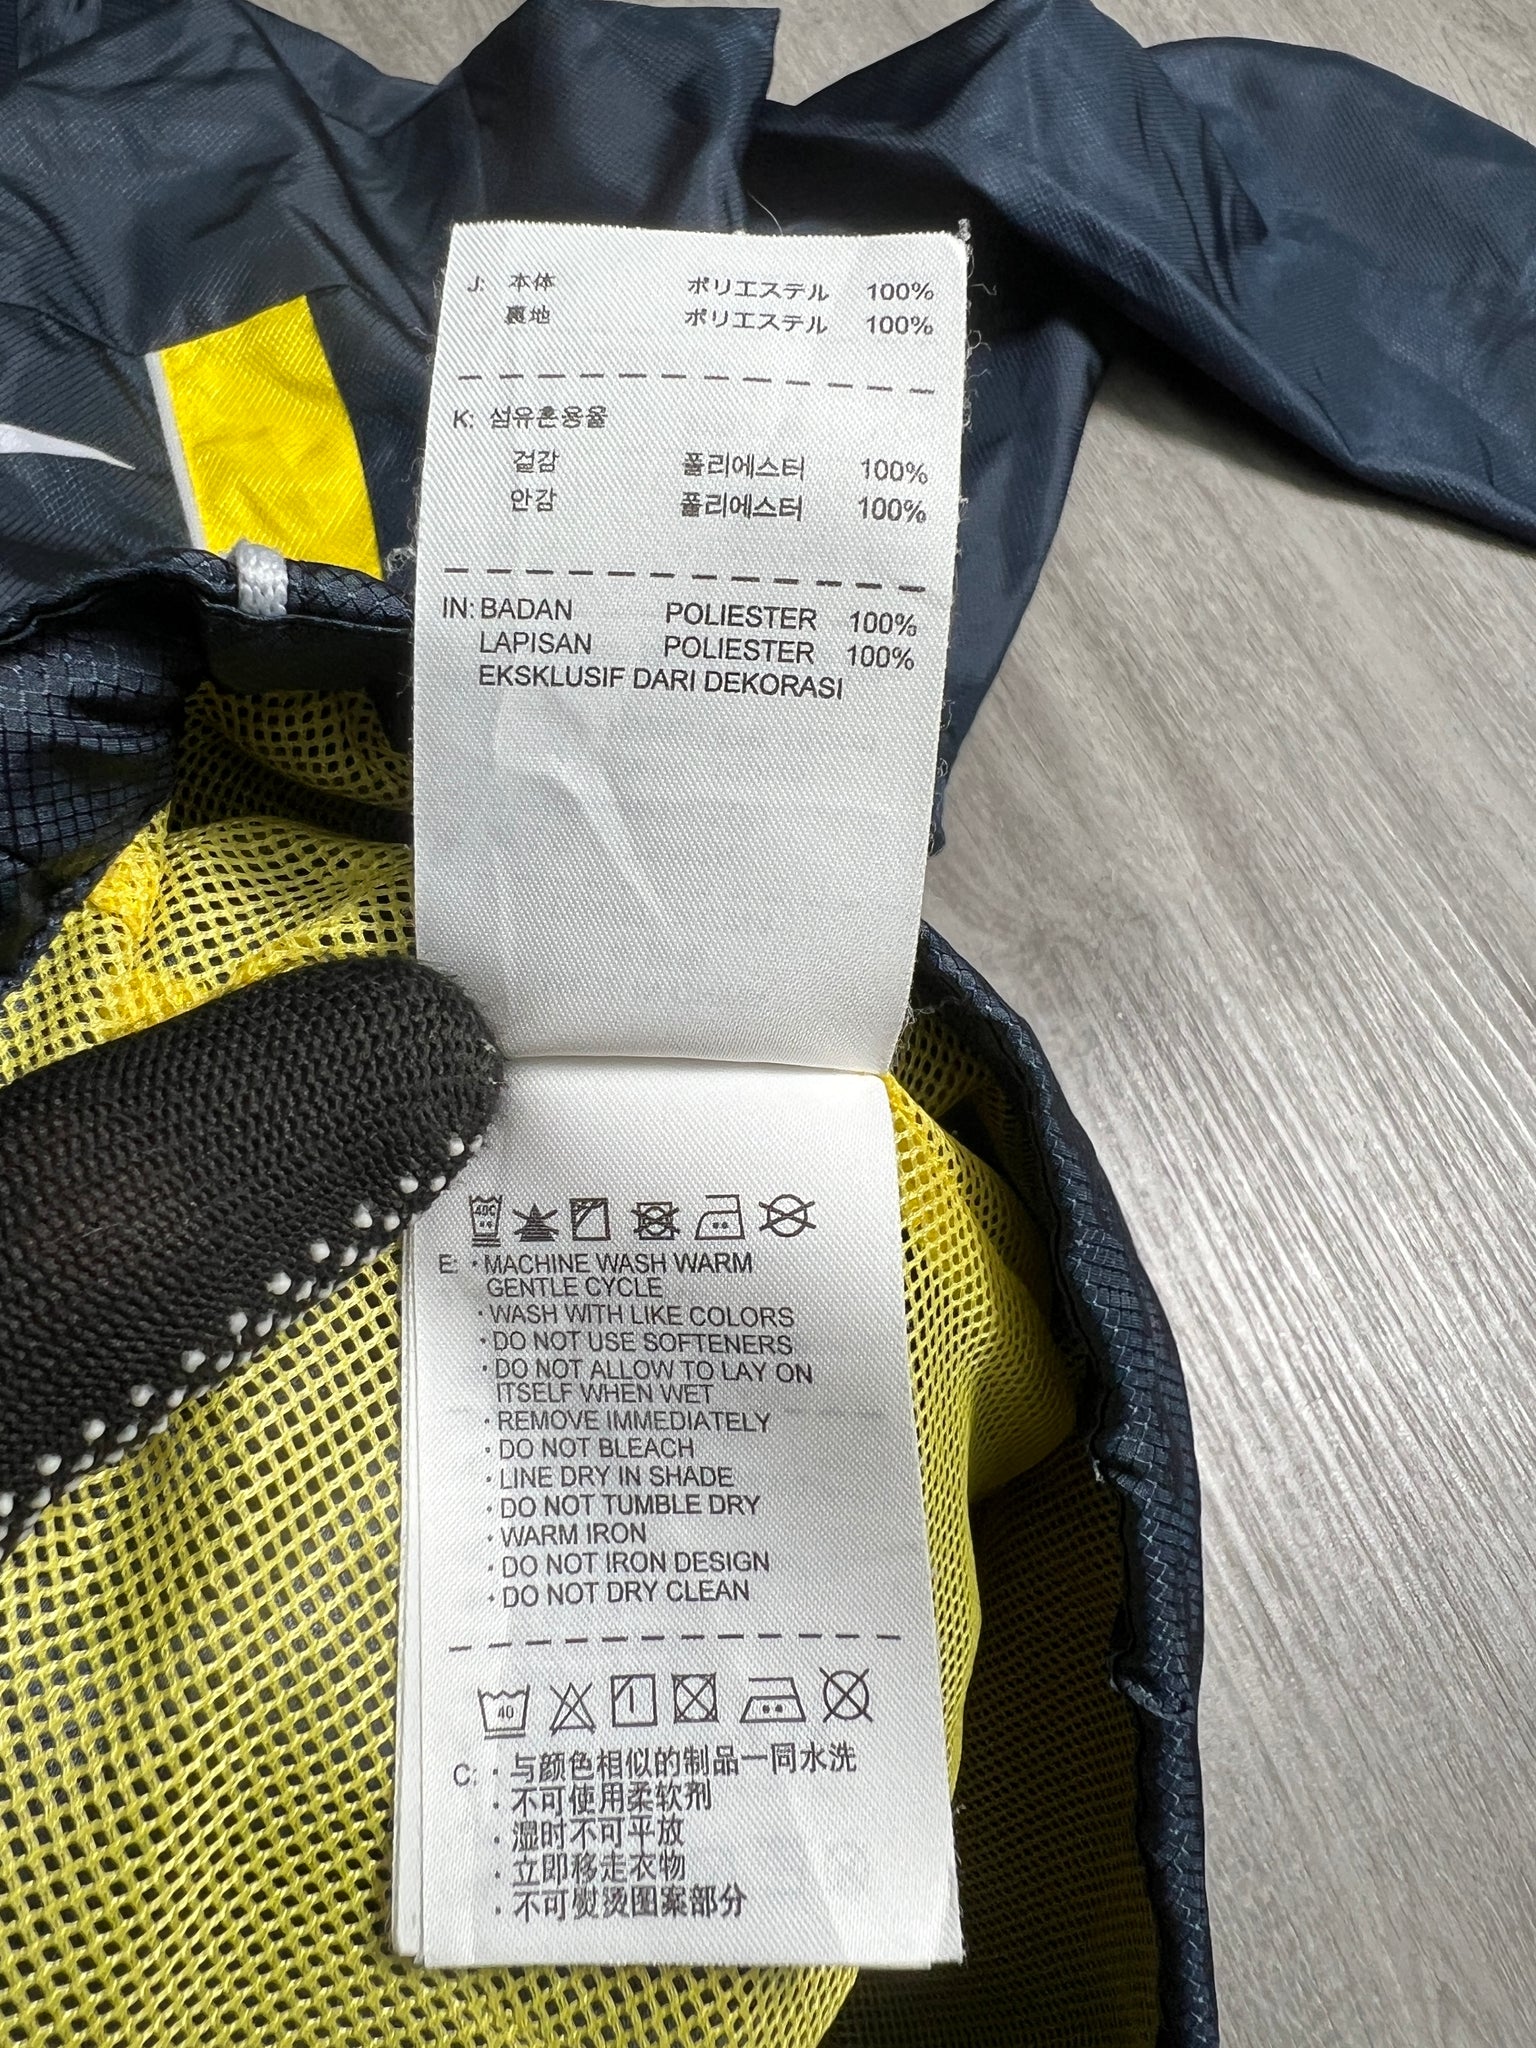 J: 本体 ポリエステル 100%
裏地 ポリエステル 100%
K: 섬유혼용율
겉감 폴리에스터 100%
안감 폴리에스터 100%
IN: BADAN POLIESTER 100%
LAPISAN POLIESTER 100%
EKSKLUSIF DARI DEKORASI
40C
E: · MACHINE WASH WARM
GENTLE CYCLE
· WASH WITH LIKE COLORS
· DO NOT USE SOFTENERS
· DO NOT ALLOW TO LAY ON
ITSELF WHEN WET
· REMOVE IMMEDIATELY
· DO NOT BLEACH
· LINE DRY IN SHADE
· DO NOT TUMBLE DRY
· WARM IRON
· DO NOT IRON DESIGN
· DO NOT DRY CLEAN
40
C: · 与颜色相似的制品一同水洗
· 不可使用柔软剂
· 湿时不可平放
· 立即移走衣物
· 不可熨烫图案部分